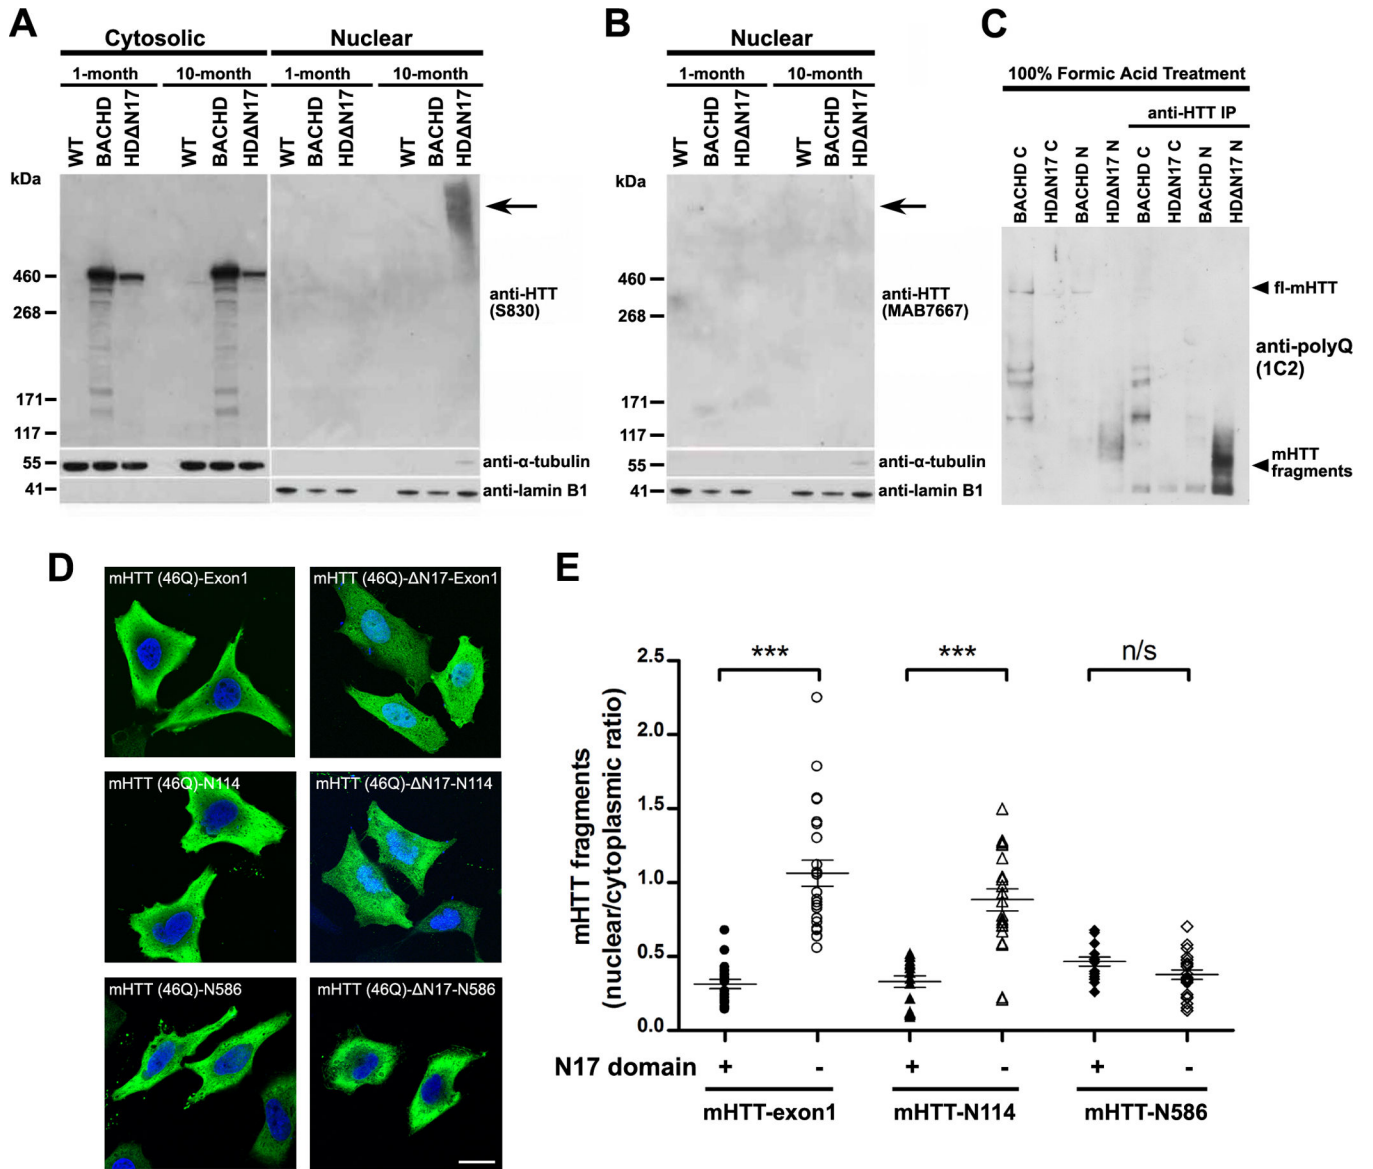 A
Cytosolic Nuclear
1-month 10-month 1-month 10-month
WT BACHD HDΔN17 WT BACHD HDΔN17 WT BACHD HDΔN17 WT BACHD HDΔN17
kDa
460
268
171
117
55
41
anti-HTT
(S830)
anti-α-tubulin
anti-lamin B1
B
Nuclear
1-month 10-month
WT BACHD HDΔN17 WT BACHD HDΔN17
kDa
460
268
171
117
55
41
anti-HTT
(MAB7667)
anti-α-tubulin
anti-lamin B1
C
100% Formic Acid Treatment
anti-HTT IP
BACHD C HDΔN17 C BACHD N HDΔN17 N BACHD C HDΔN17 C BACHD N HDΔN17 N
fl-mHTT
anti-polyQ
(1C2)
mHTT
fragments
D
mHTT (46Q)-Exon1 mHTT (46Q)-ΔN17-Exon1
mHTT (46Q)-N114 mHTT (46Q)-ΔN17-N114
mHTT (46Q)-N586 mHTT (46Q)-ΔN17-N586
E
mHTT fragments
(nuclear/cytoplasmic ratio)
2.5
2.0
1.5
1.0
0.5
0.0
*** *** n/s
N17 domain + - + - + -
mHTT-exon1 mHTT-N114 mHTT-N586